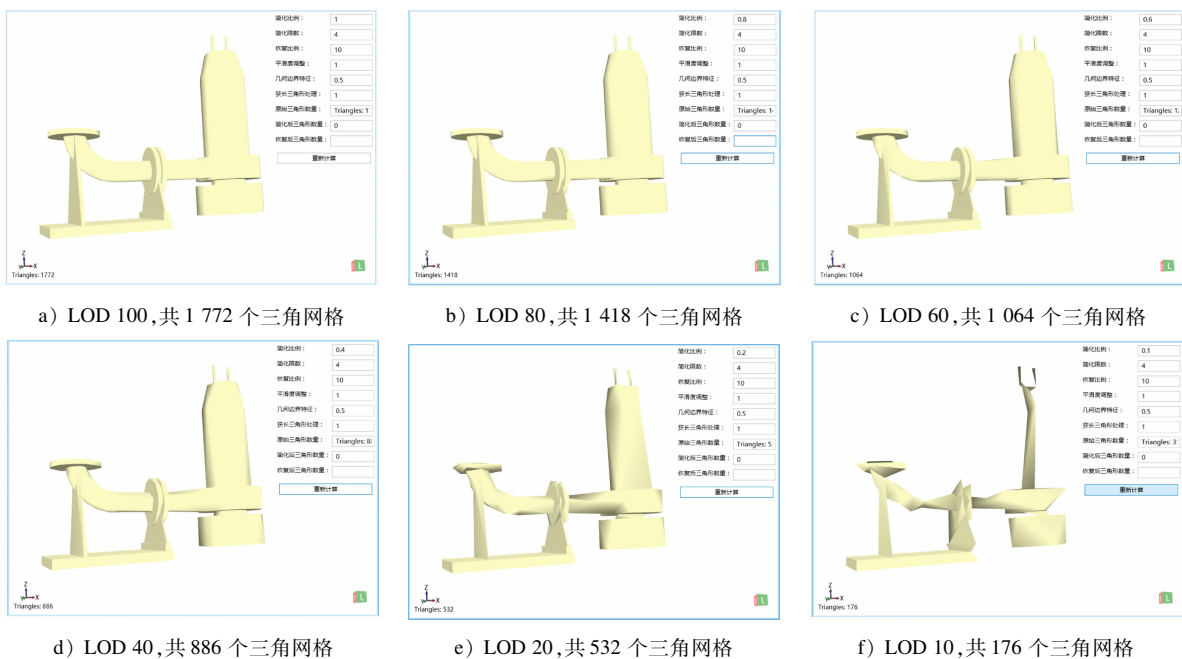 简化比例： 1
简化限数： 4
恢复比例： 10
平滑度调整： 1
几何边界特征： 0.5
狭长三角形处理： 1
原始三角形数量： Triangles: 1
简化后三角形数量： 0
恢复后三角形数量：
重新计算
Z
X
Triangles: 1772
L
a) LOD 100,共 1 772 个三角网格
简化比例： 0.8
简化限数： 4
恢复比例： 10
平滑度调整： 1
几何边界特征： 0.5
狭长三角形处理： 1
原始三角形数量： Triangles: 1
简化后三角形数量： 0
恢复后三角形数量：
重新计算
Z
X
Triangles: 1418
L
b) LOD 80,共 1 418 个三角网格
简化比例： 0.6
简化限数： 4
恢复比例： 10
平滑度调整： 1
几何边界特征： 0.5
狭长三角形处理： 1
原始三角形数量： Triangles: 1
简化后三角形数量： 0
恢复后三角形数量：
重新计算
Z
X
Triangles: 1064
L
c) LOD 60,共 1 064 个三角网格
简化比例： 0.4
简化限数： 4
恢复比例： 10
平滑度调整： 1
几何边界特征： 0.5
狭长三角形处理： 1
原始三角形数量： Triangles: 8
简化后三角形数量： 0
恢复后三角形数量：
重新计算
Z
X
Triangles: 886
L
d) LOD 40,共 886 个三角网格
简化比例： 0.2
简化限数： 4
恢复比例： 10
平滑度调整： 1
几何边界特征： 0.5
狭长三角形处理： 1
原始三角形数量： Triangles: 5
简化后三角形数量： 0
恢复后三角形数量：
重新计算
Z
X
Triangles: 532
L
e) LOD 20,共 532 个三角网格
简化比例： 0.1
简化限数： 4
恢复比例： 10
平滑度调整： 1
几何边界特征： 0.5
狭长三角形处理： 1
原始三角形数量： Triangles: 3
简化后三角形数量： 0
恢复后三角形数量：
重新计算
Z
X
Triangles: 176
L
f) LOD 10,共 176 个三角网格